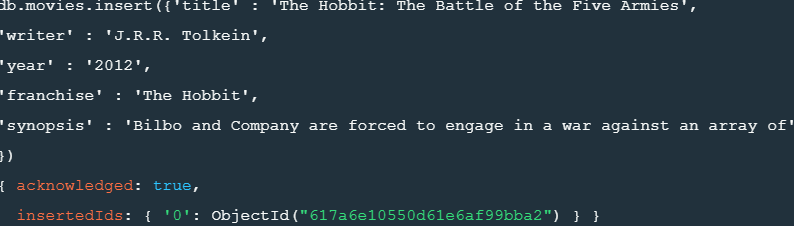 db.movies.insert({'title' : 'The Hobbit: The Battle of the Five Armies',
'writer' : 'J.R.R. Tolkein',
'year' : '2012',
'franchise' : 'The Hobbit',
'synopsis' : 'Bilbo and Company are forced to engage in a war against an array of'
})
{ acknowledged: true,
insertedIds: { '0': ObjectId("617a6e10550d61e6af99bba2") } }